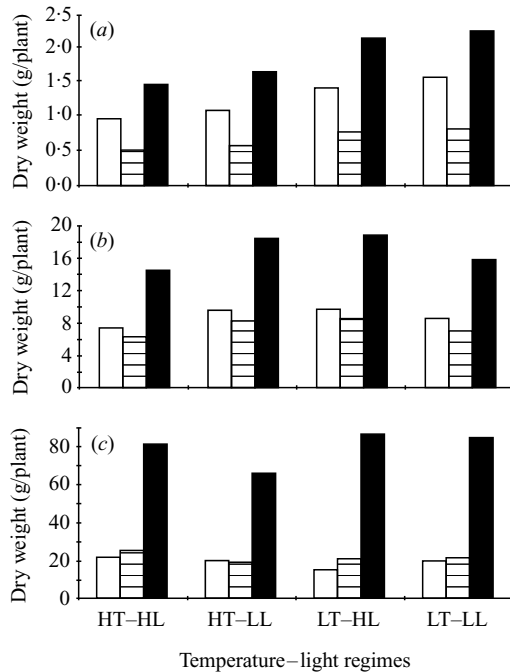 (a)
2·5
2·0
1·5
1·0
0·5
0·0
Dry weight (g/plant)
(b)
20
16
12
8
4
0
Dry weight (g/plant)
(c)
80
60
40
20
0
Dry weight (g/plant)
HT–HL HT–LL LT–HL LT–LL
Temperature–light regimes